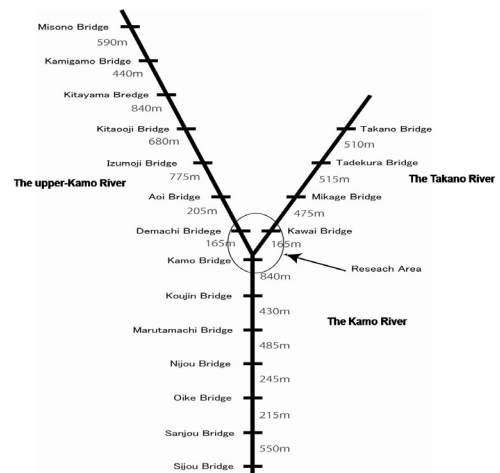 Misono Bridge
590m
Kamigamo Bridge
440m
Kitayama Bredge
840m
Kitaooji Bridge
680m
Izumoji Bridge
775m
The upper-Kamo River
Aoi Bridge
205m
Demachi Bridege
165m
Takano Bridge
510m
Tadekura Bridge
515m
The Takano River
Mikage Bridge
475m
Kawai Bridge
165m
Kamo Bridge
Reseach Area
840m
Koujin Bridge
430m
The Kamo River
Marutamachi Bridge
485m
Nijou Bridge
245m
Oike Bridge
215m
Sanjou Bridge
550m
Sijou Bridge